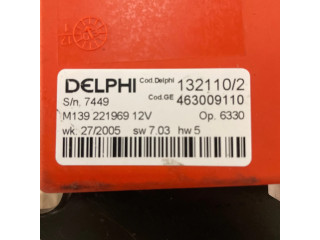 DELPHI Cod.Delphi 132110/2
S/n. 7449 Cod.GE 463009110
M139 221969 12V Op. 6330
wk. 27/2005 sw 7.03 hw 5